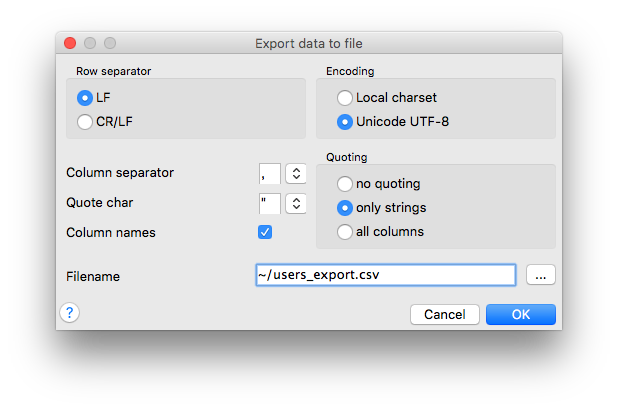 Export data to file
Row separator
LF
CR/LF
Encoding
Local charset
Unicode UTF-8
Column separator ,
Quote char "
Column names
Quoting
no quoting
only strings
all columns
Filename ~/users_export.csv ...
? Cancel OK